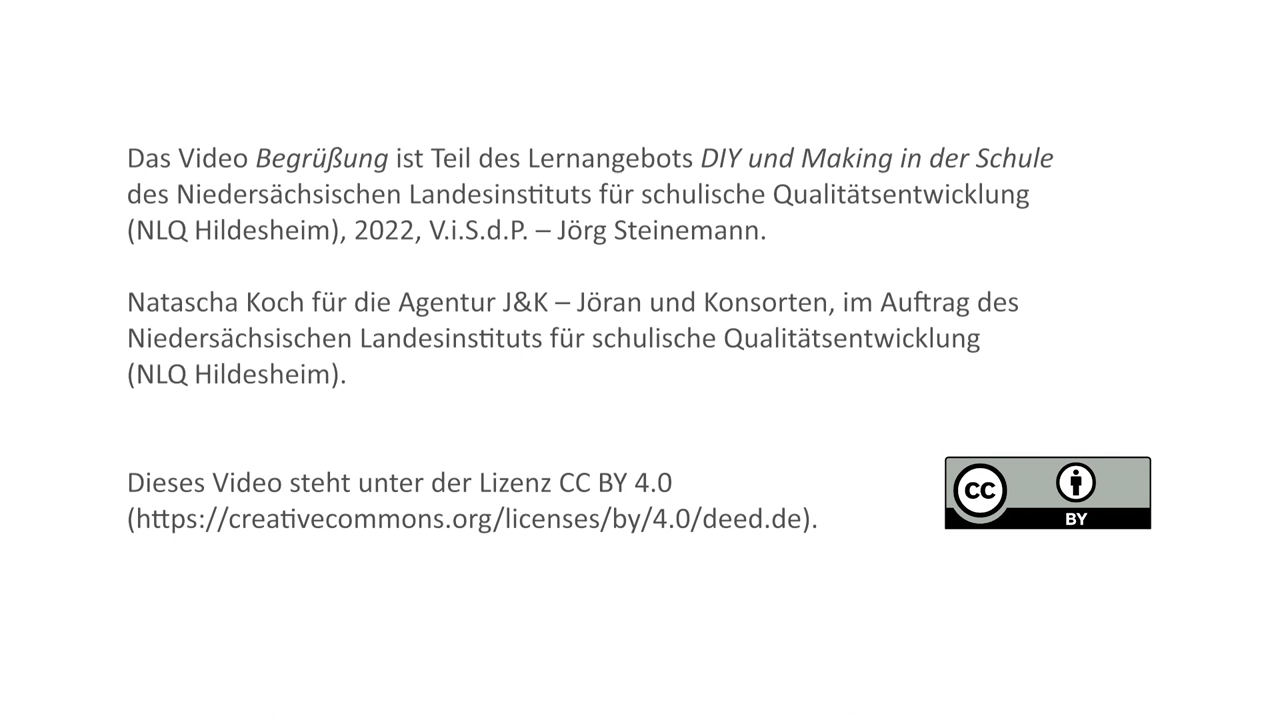 Das Video Begrüßung ist Teil des Lernangebots DIY und Making in der Schule
des Niedersächsischen Landesinstituts für schulische Qualitätsentwicklung
(NLQ Hildesheim), 2022, V.i.S.d.P. – Jörg Steinemann.
Natascha Koch für die Agentur J&K – Jöran und Konsorten, im Auftrag des
Niedersächsischen Landesinstituts für schulische Qualitätsentwicklung
(NLQ Hildesheim).
Dieses Video steht unter der Lizenz CC BY 4.0
(https://creativecommons.org/licenses/by/4.0/deed.de).
CC
BY